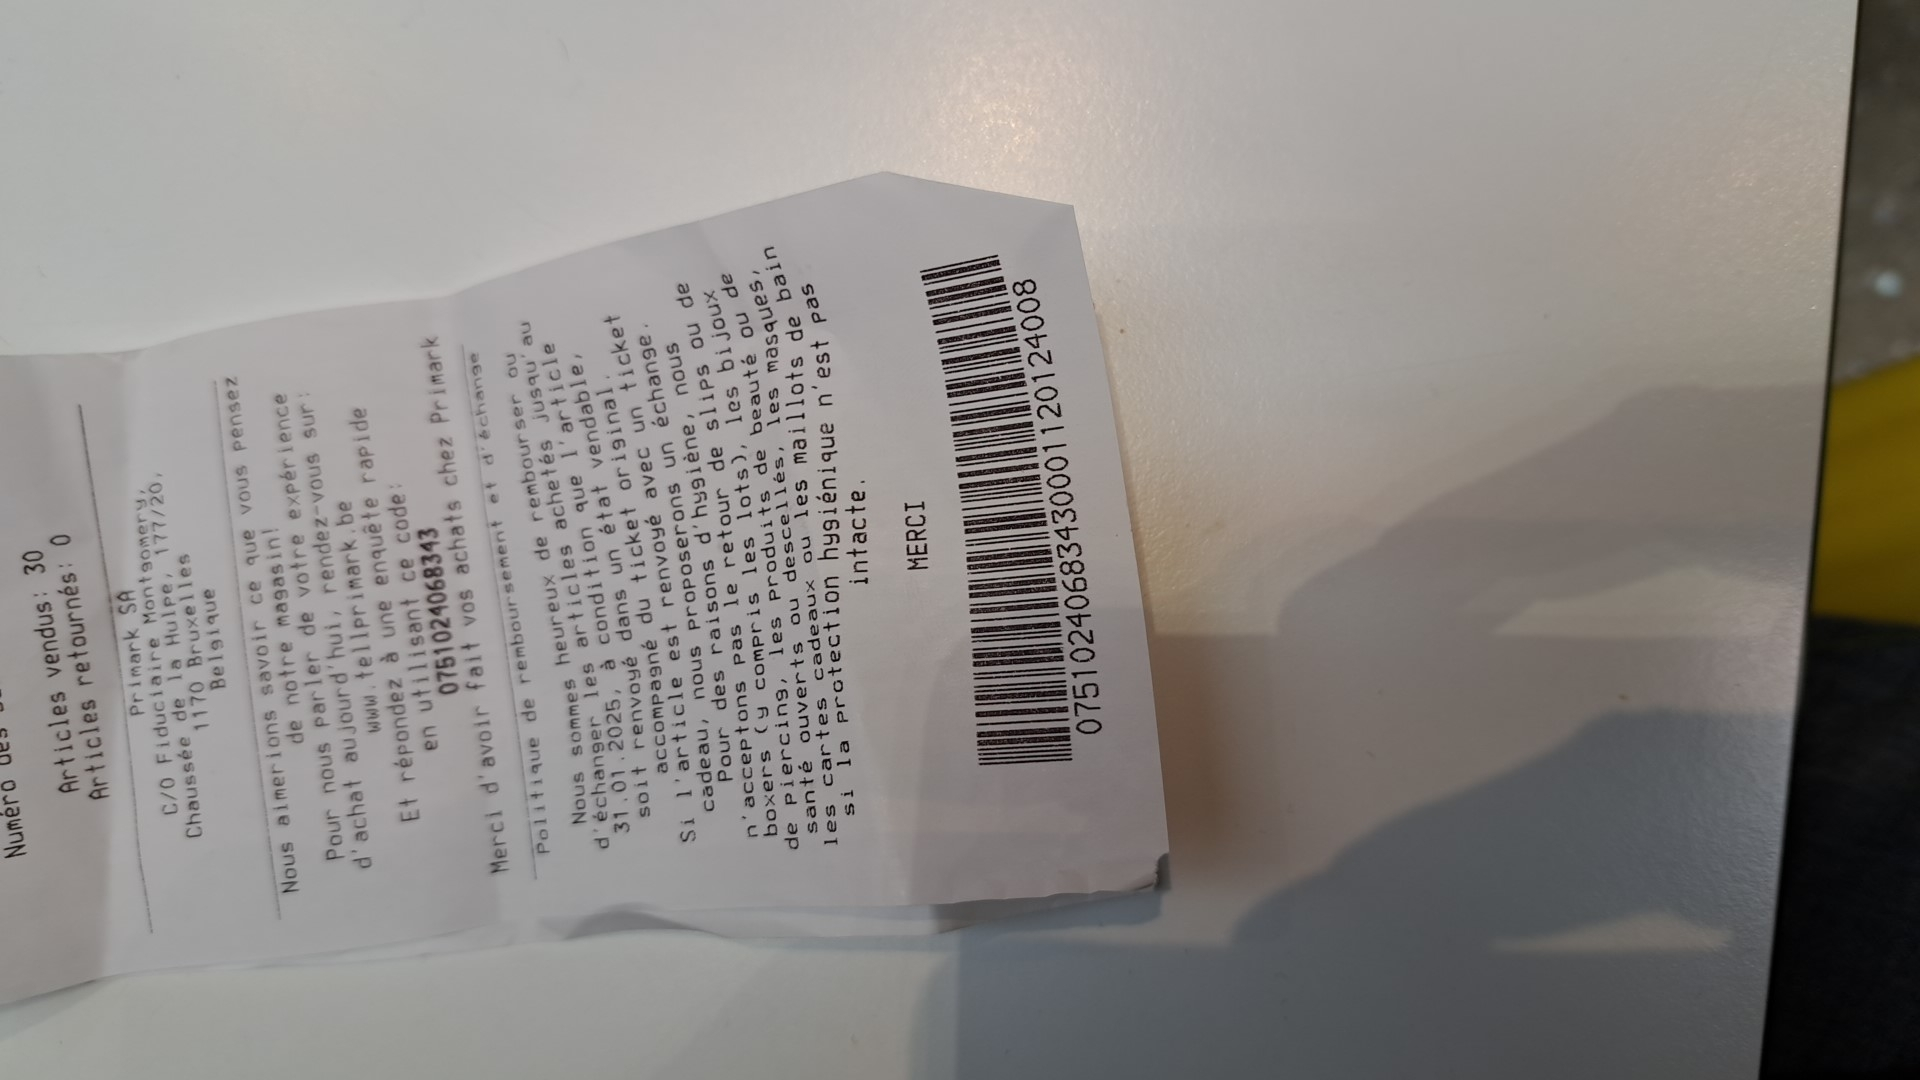 Numéro des
Articles vendus: 30
Articles retournés: 0
Primark SA
C/O Fiduciaire Montgomery,
Chaussée de la Hulpe, 177/20,
1170 Bruxelles
Belgique
Nous aimerions savoir ce que vous pensez
de notre magasin!
Pour nous parler de votre expérience
d'achat aujourd'hui, rendez-vous sur:
www.tellprimark.be
Et répondez à une enquête rapide
en utilisant ce code:
0751024068343
Merci d'avoir fait vos achats chez Primark
Politique de remboursement et d'échange
Nous sommes heureux de rembourser ou
d'échanger les articles achetés jusqu'au
31.01.2025, à condition que l'article
soit renvoyé dans un état vendable,
accompagné du ticket original.
Si l'article est renvoyé avec un ticket
cadeau, nous proposerons un échange.
Pour des raisons d'hygiène, nous
n'acceptons pas le retour de slips ou de
boxers (y compris les lots), les bijoux
de piercing, les produits de beauté ou de
santé ouverts ou descellés, les masques,
les cartes cadeaux ou les maillots de bain
si la protection hygiénique n'est pas
intacte.
MERCI
0751024068343000112012024008